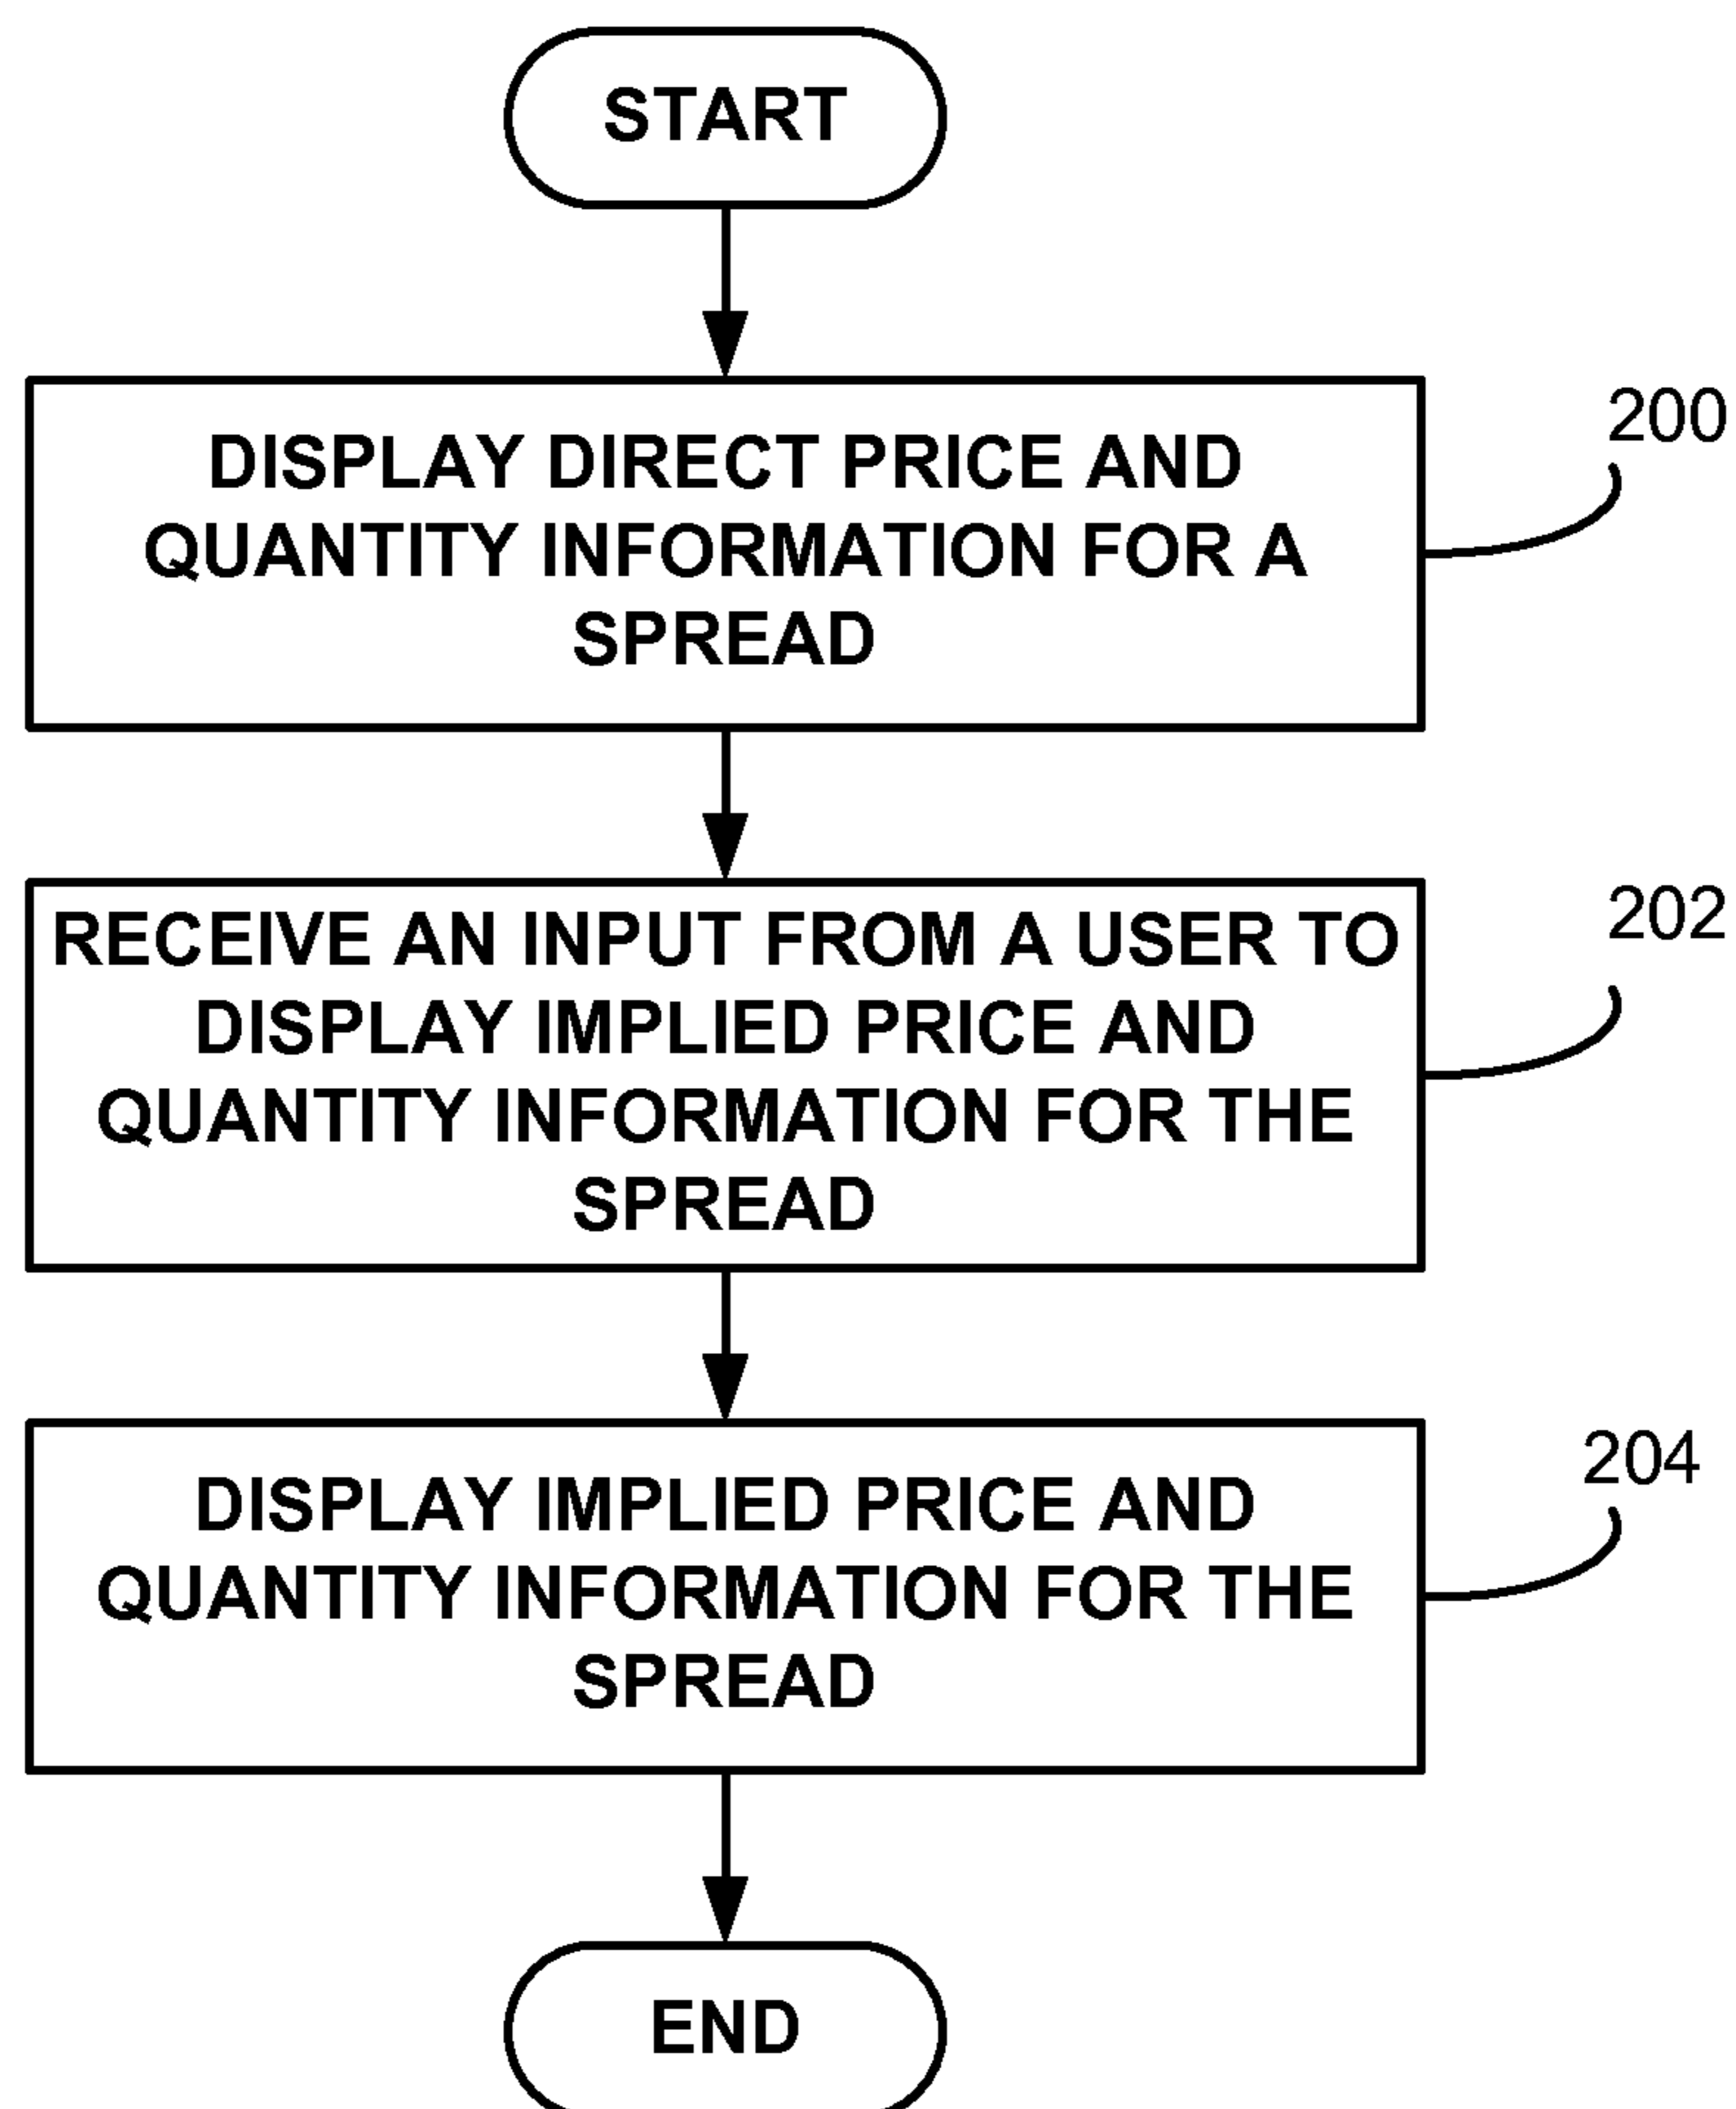 START
DISPLAY DIRECT PRICE AND
QUANTITY INFORMATION FOR A
SPREAD
200
RECEIVE AN INPUT FROM A USER TO
DISPLAY IMPLIED PRICE AND
QUANTITY INFORMATION FOR THE
SPREAD
202
DISPLAY IMPLIED PRICE AND
QUANTITY INFORMATION FOR THE
SPREAD
204
END